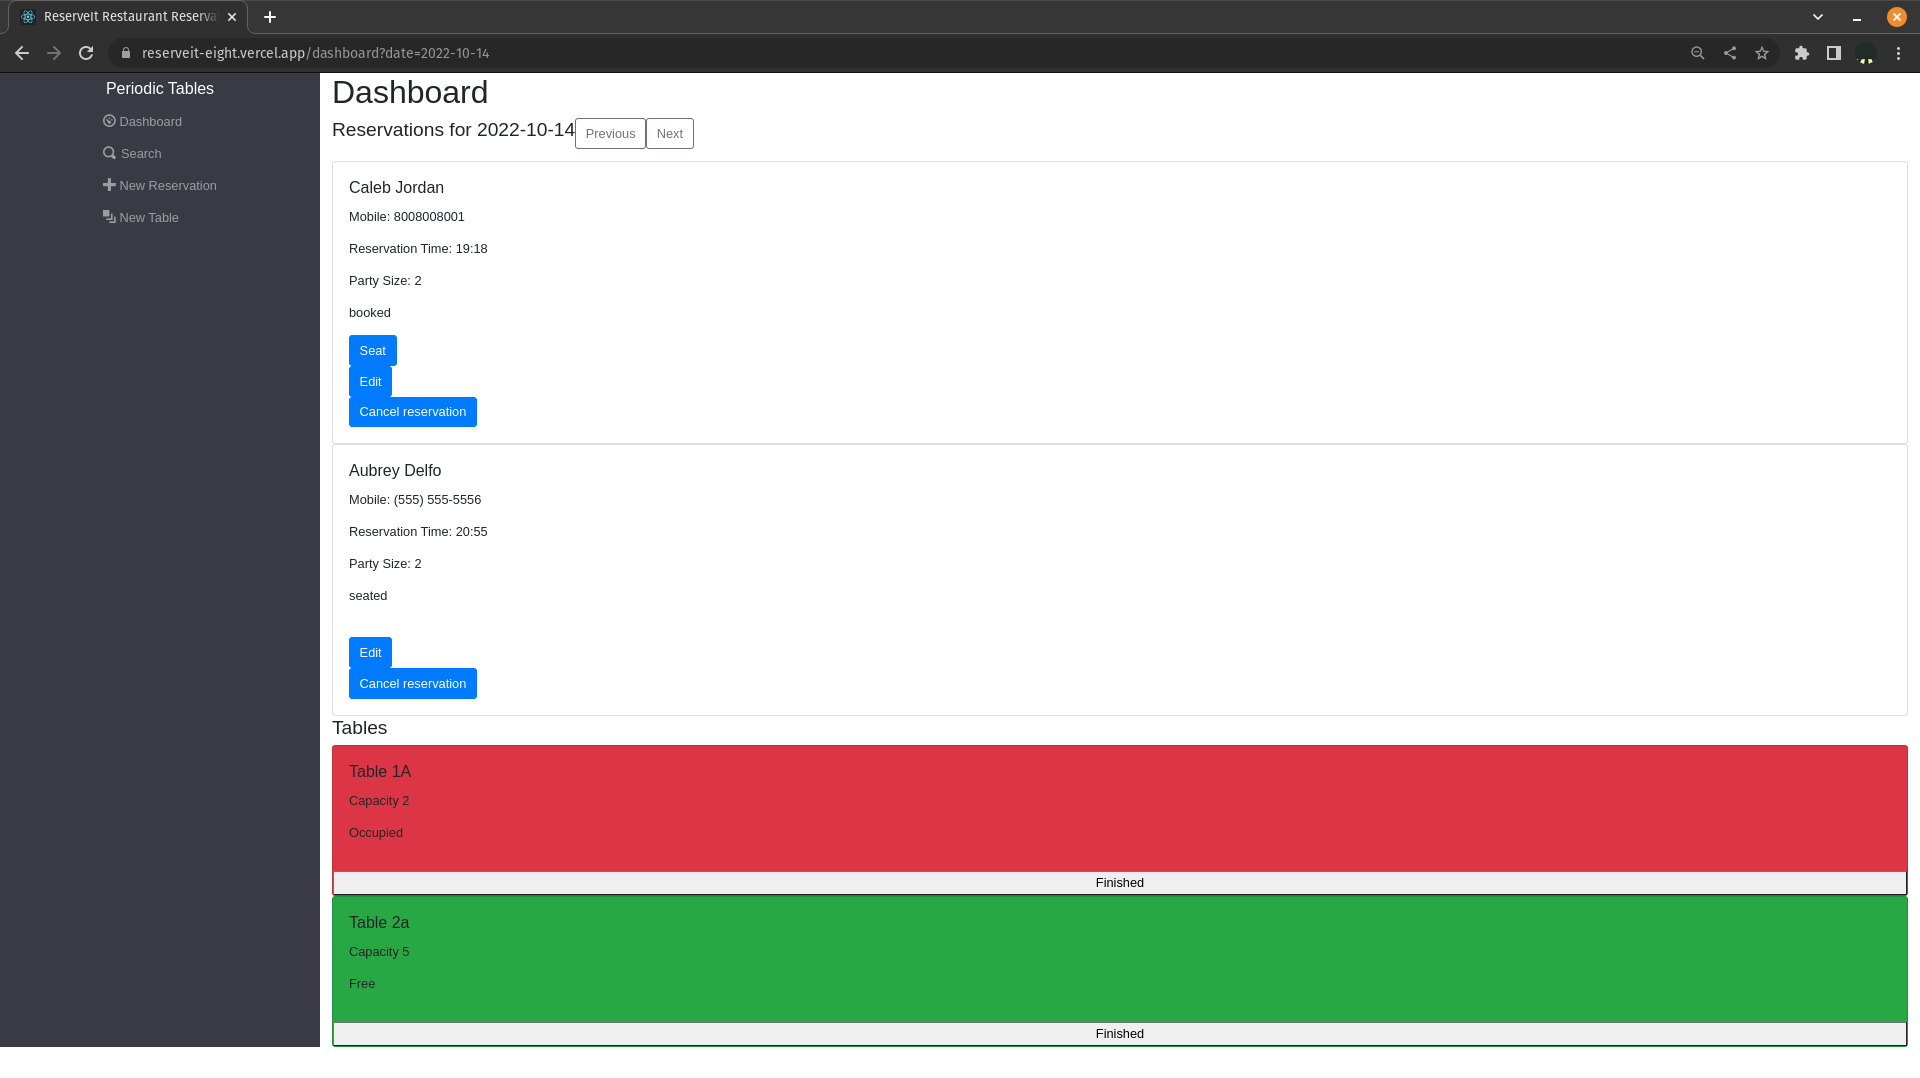 ReserveIt Restaurant Reserva
reserveit-eight.vercel.app/dashboard?date=2022-10-14
Periodic Tables
Dashboard
Search
New Reservation
New Table
Dashboard
Reservations for 2022-10-14 Previous Next
Caleb Jordan
Mobile: 8008008001
Reservation Time: 19:18
Party Size: 2
booked
Seat
Edit
Cancel reservation
Aubrey Delfo
Mobile: (555) 555-5556
Reservation Time: 20:55
Party Size: 2
seated
Edit
Cancel reservation
Tables
Table 1A
Capacity 2
Occupied
Finished
Table 2a
Capacity 5
Free
Finished